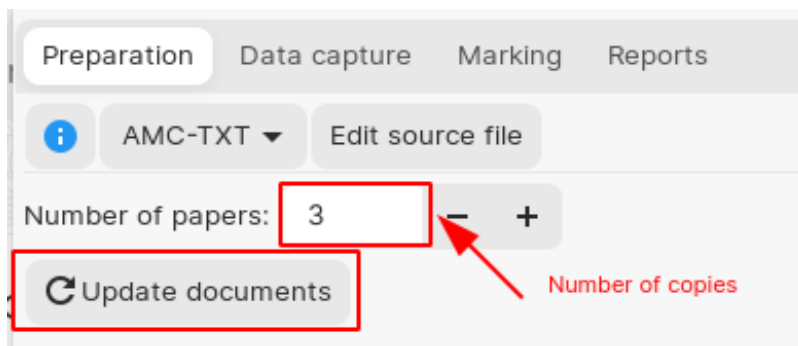 Preparation Data capture Marking Reports
AMC-TXT Edit source file
Number of papers: 3 − +
Update documents
Number of copies